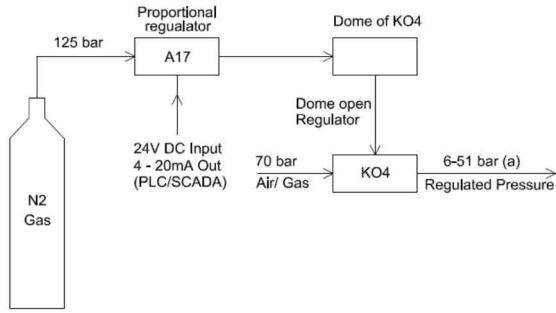 Proportional
regualator
A17
125 bar
Dome of KO4
Dome open
Regulator
24V DC Input
4 - 20mA Out
(PLC/SCADA)
70 bar
Air/ Gas
KO4
6-51 bar (a)
Regulated Pressure
N2
Gas